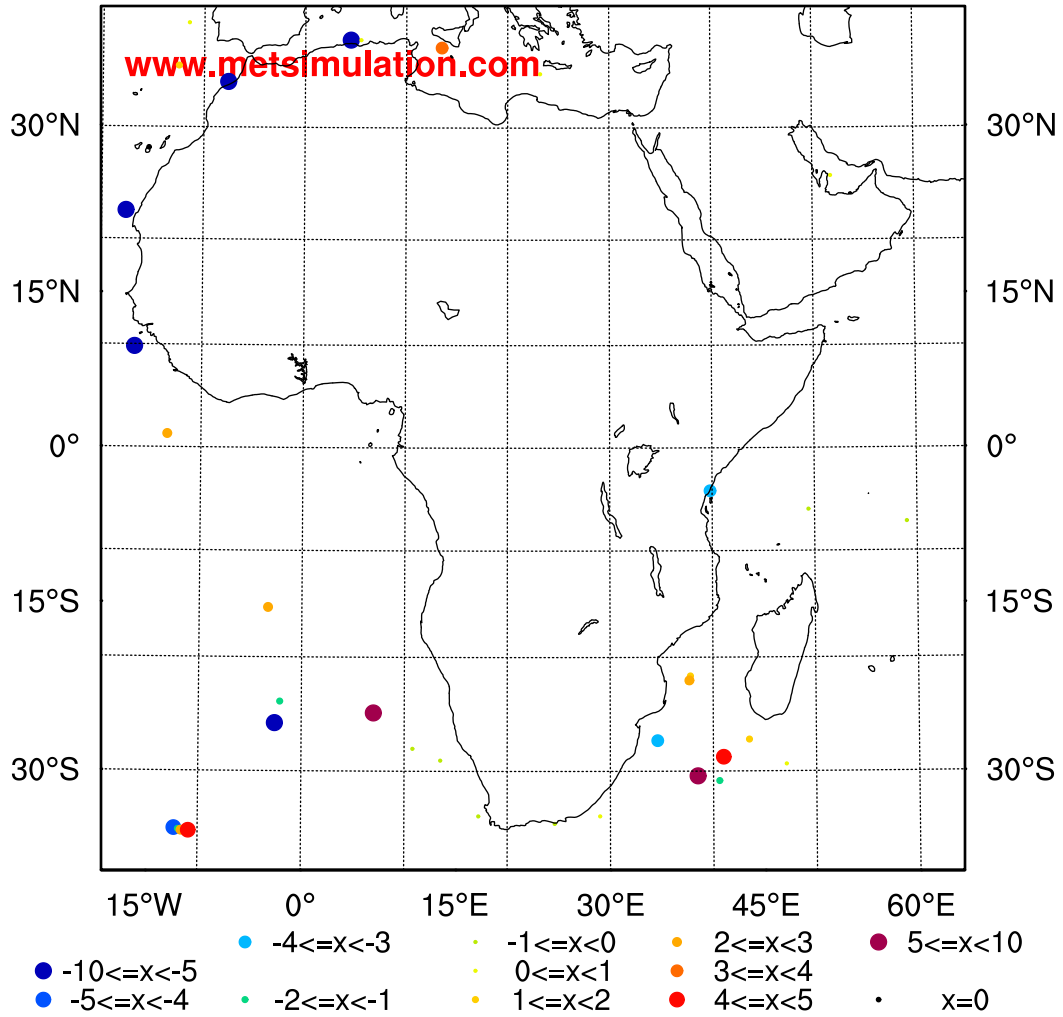 www.metsimulation.com
30°N 30°N
15°N 15°N
0° 0°
15°S 15°S
30°S 30°S
15°W 0° 15°E 30°E 45°E 60°E
-4<=x<-3 -1<=x<0 2<=x<3 5<=x<10
-10<=x<-5 0<=x<1 3<=x<4
-5<=x<-4 -2<=x<-1 1<=x<2 4<=x<5 x=0